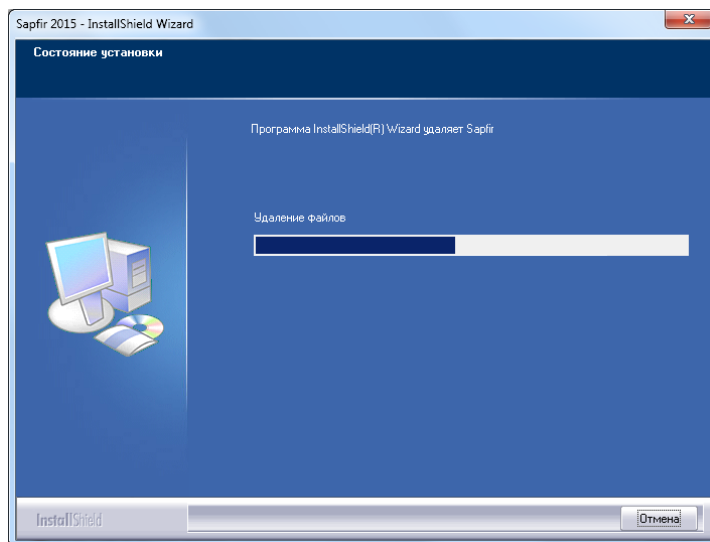 Sapfir 2015 - InstallShield Wizard
Состояние установки
Программа InstallShield(R) Wizard удаляет Sapfir
Удаление файлов
InstallShield
Отмена